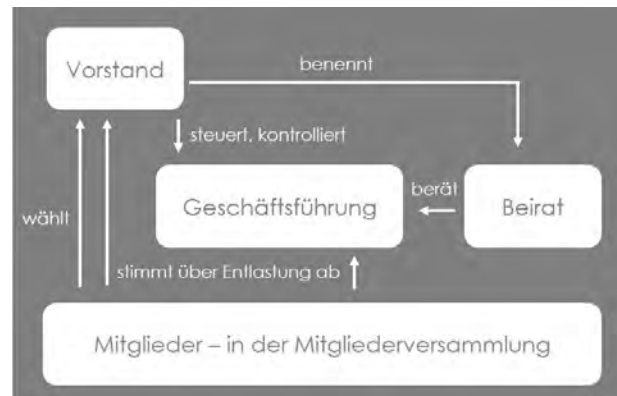 Vorstand
benennt
steuert, kontrolliert
Geschäftsführung
berät
Beirat
wählt
stimmt über Entlastung ab
Mitglieder – in der Mitgliederversammlung